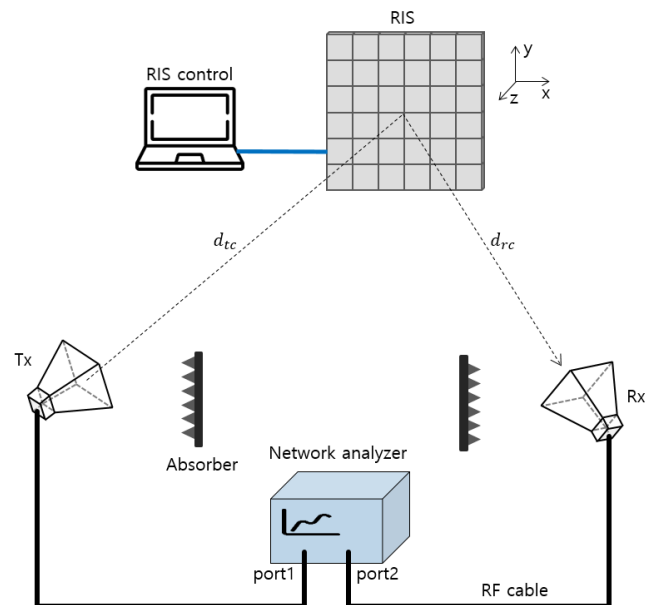 RIS
RIS control
y
x
z
d_tc
d_rc
Tx
Rx
Absorber
Network analyzer
port1
port2
RF cable